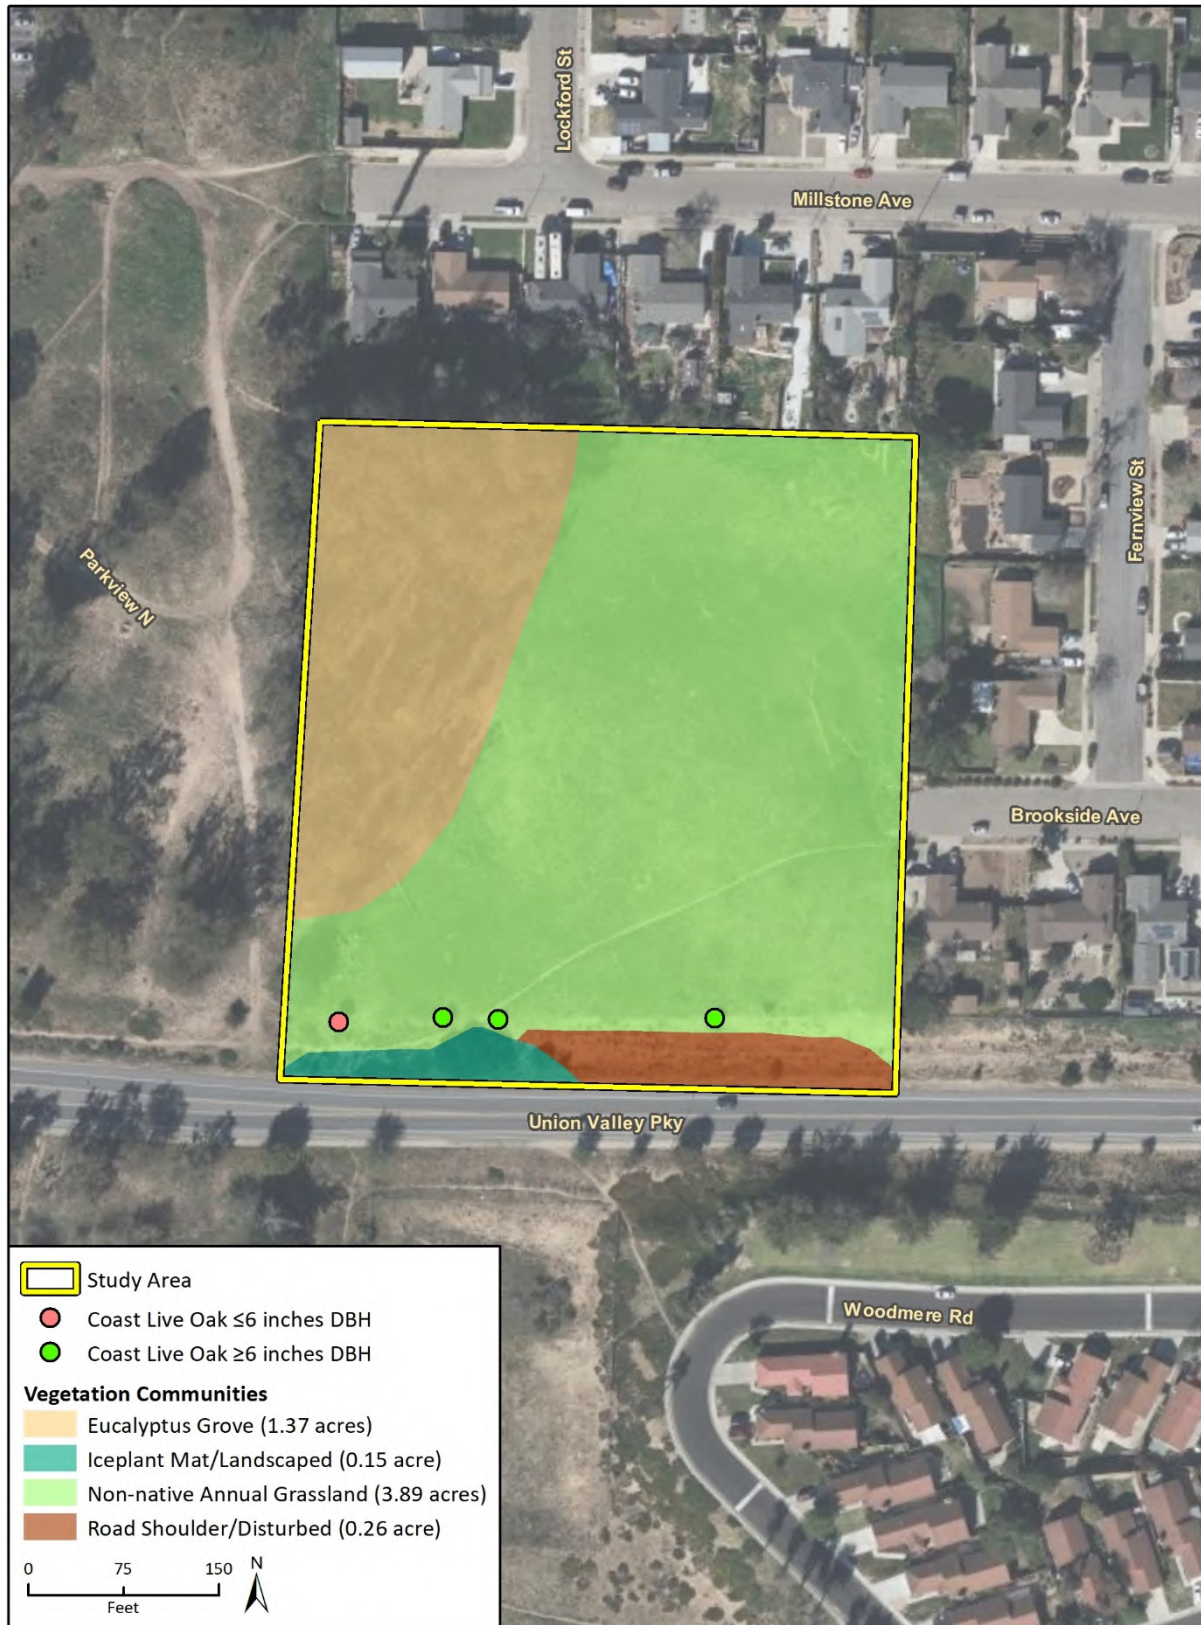 Lockford St
Millstone Ave
Fernview St
Parkview N
Brookside Ave
Union Valley Pky
Woodmere Rd
Study Area
Coast Live Oak ≤6 inches DBH
Coast Live Oak ≥6 inches DBH
Vegetation Communities
Eucalyptus Grove (1.37 acres)
Iceplant Mat/Landscaped (0.15 acre)
Non-native Annual Grassland (3.89 acres)
Road Shoulder/Disturbed (0.26 acre)
0 75 150 N
Feet